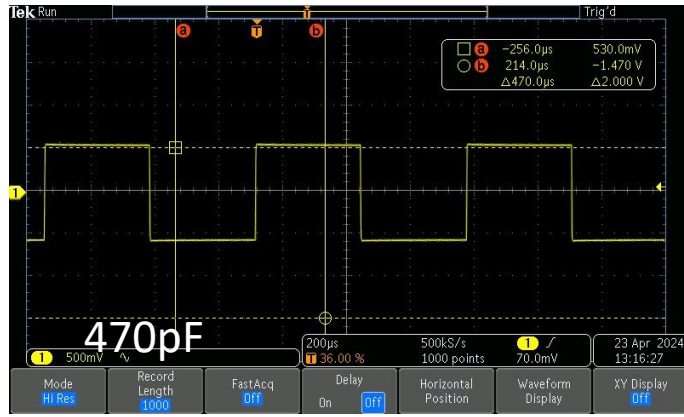 Tek Run
Trig'd
T
a
T
b
a -256.0µs 530.0mV
b 214.0µs -1.470 V
△470.0µs △2.000 V
1
470pF
1 500mV
200µs 500kS/s 1
T 36.00 % 1000 points 70.0mV
23 Apr 2024
13:16:27
Mode
Hi Res
Record
Length
1000
FastAcq
Off
Delay
On Off
Horizontal
Position
Waveform
Display
XY Display
Off